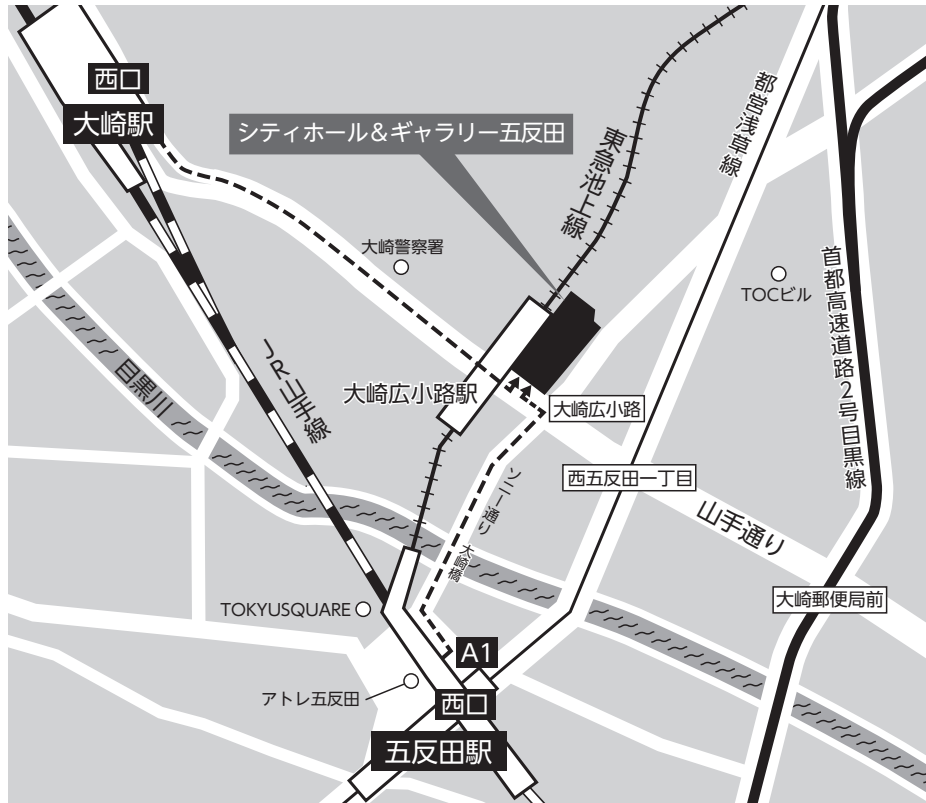 西口
大崎駅
シティホール＆ギャラリー五反田
東急池上線
都営浅草線
大崎警察署
TOCビル
首都高速道路2号目黒線
JR山手線
目黒川
大崎広小路駅
大崎広小路
西五反田一丁目
ソニー通り
山手通り
大崎橋
大崎郵便局前
TOKYUSQUARE
A1
アトレ五反田
西口
五反田駅